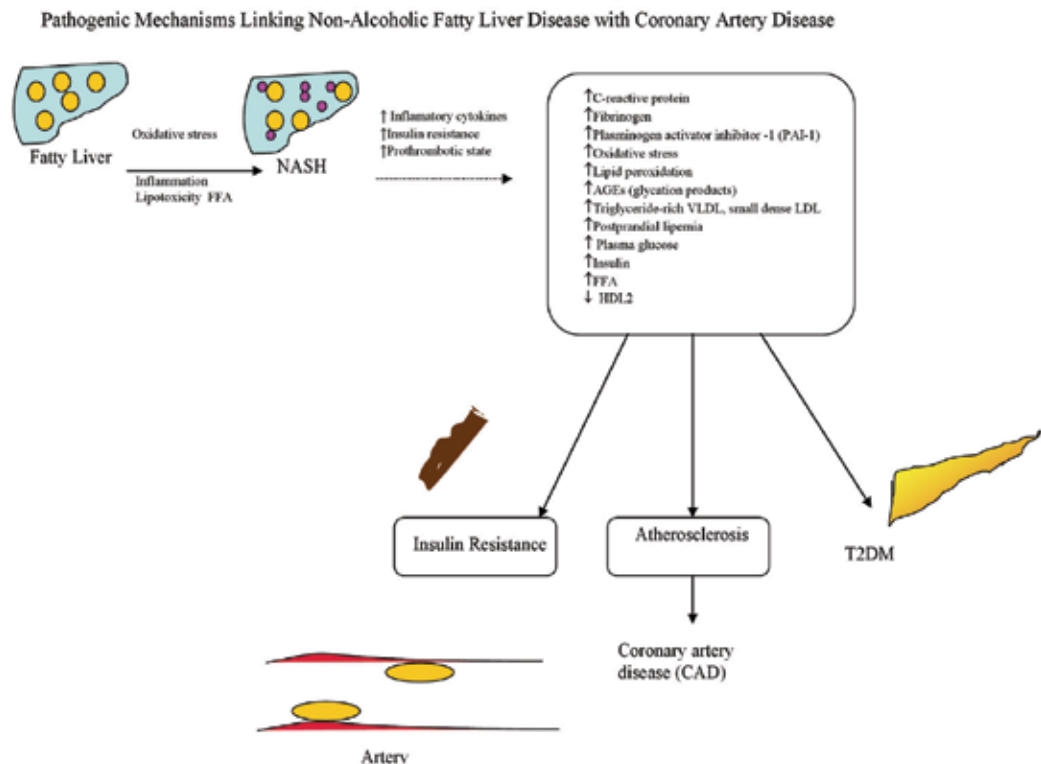 Pathogenic Mechanisms Linking Non-Alcoholic Fatty Liver Disease with Coronary Artery Disease
Fatty Liver
Oxidative stress
Inflammation
Lipotoxicity FFA
NASH
↑ Inflamatory cytokines
↑Insulin resistance
↑Prothrombotic state
↑C-reactive protein
↑Fibrinogen
↑Plasminogen activator inhibitor -1 (PAI-1)
↑Oxidative stress
↑Lipid peroxidation
↑AGEs (glycation products)
↑Triglyceride-rich VLDL, small dense LDL
↑Postprandial lipemia
↑ Plasma glucose
↑Insulin
↑FFA
↓ HDL2
Insulin Resistance
Atherosclerosis
T2DM
Coronary artery
disease (CAD)
Artery